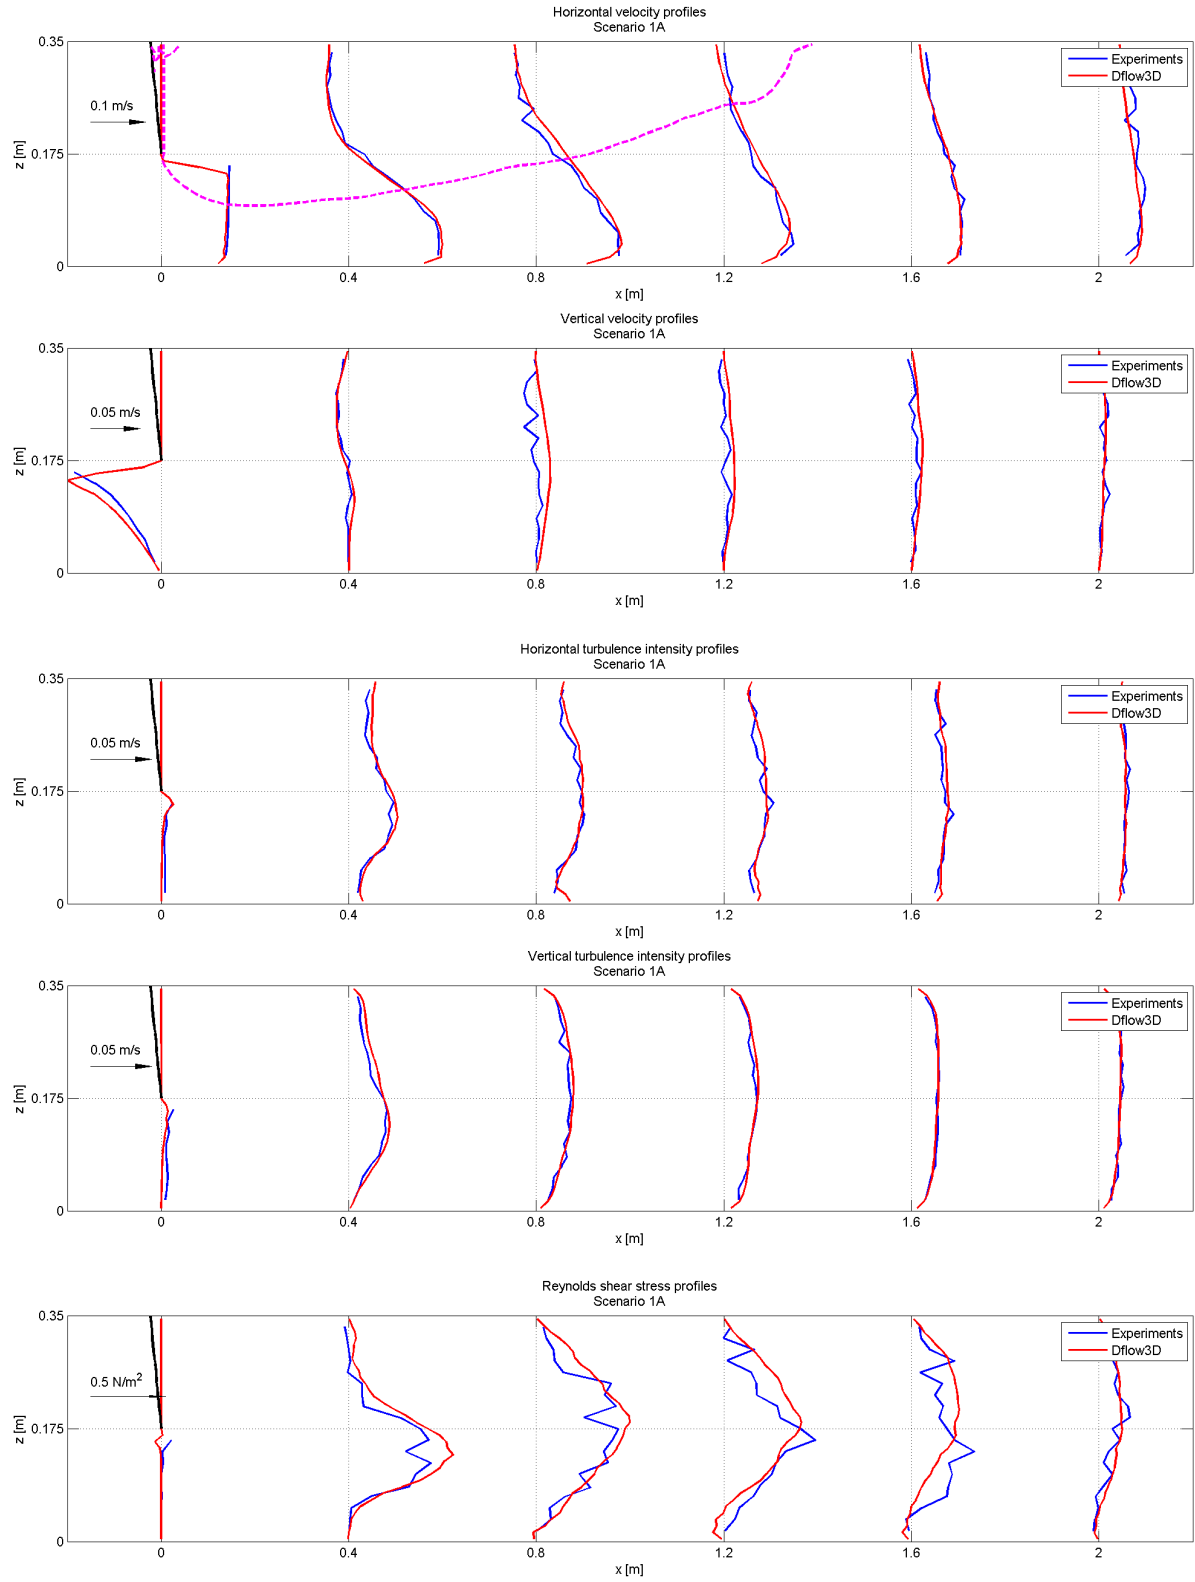 Horizontal velocity profiles
Scenario 1A
0.35
Experiments
Dflow3D
0.1 m/s
0.175
z [m]
0
0 0.4 0.8 1.2 1.6 2
x [m]
Vertical velocity profiles
Scenario 1A
0.35
Experiments
Dflow3D
0.05 m/s
0.175
z [m]
0
0 0.4 0.8 1.2 1.6 2
x [m]
Horizontal turbulence intensity profiles
Scenario 1A
0.35
Experiments
Dflow3D
0.05 m/s
0.175
z [m]
0
0 0.4 0.8 1.2 1.6 2
x [m]
Vertical turbulence intensity profiles
Scenario 1A
0.35
Experiments
Dflow3D
0.05 m/s
0.175
z [m]
0
0 0.4 0.8 1.2 1.6 2
x [m]
Reynolds shear stress profiles
Scenario 1A
0.35
Experiments
Dflow3D
0.5 N/m²
0.175
z [m]
0
0 0.4 0.8 1.2 1.6 2
x [m]